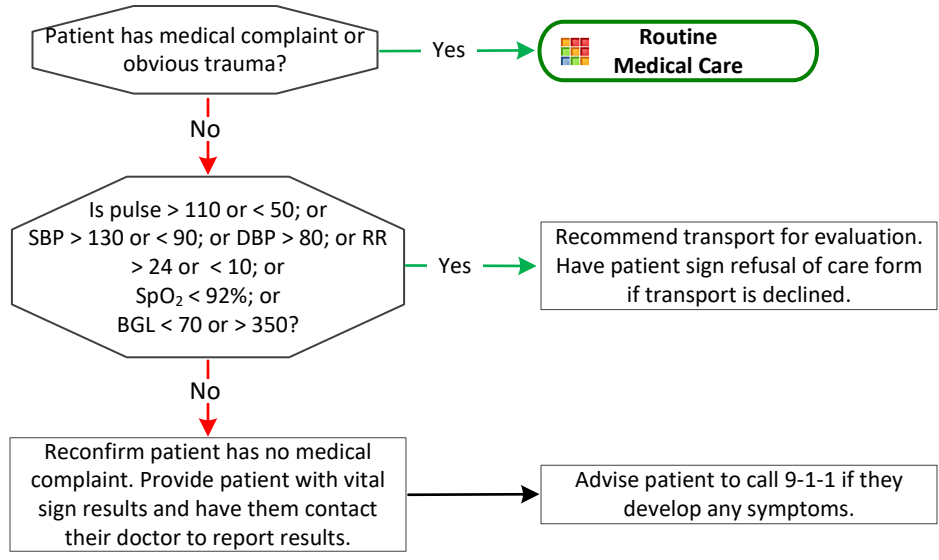 Patient has medical complaint or
obvious trauma?
Yes
Routine
Medical Care
No
Is pulse > 110 or < 50; or
SBP > 130 or < 90; or DBP > 80; or RR
> 24 or < 10; or
SpO₂ < 92%; or
BGL < 70 or > 350?
Yes
Recommend transport for evaluation.
Have patient sign refusal of care form
if transport is declined.
No
Reconfirm patient has no medical
complaint. Provide patient with vital
sign results and have them contact
their doctor to report results.
Advise patient to call 9-1-1 if they
develop any symptoms.